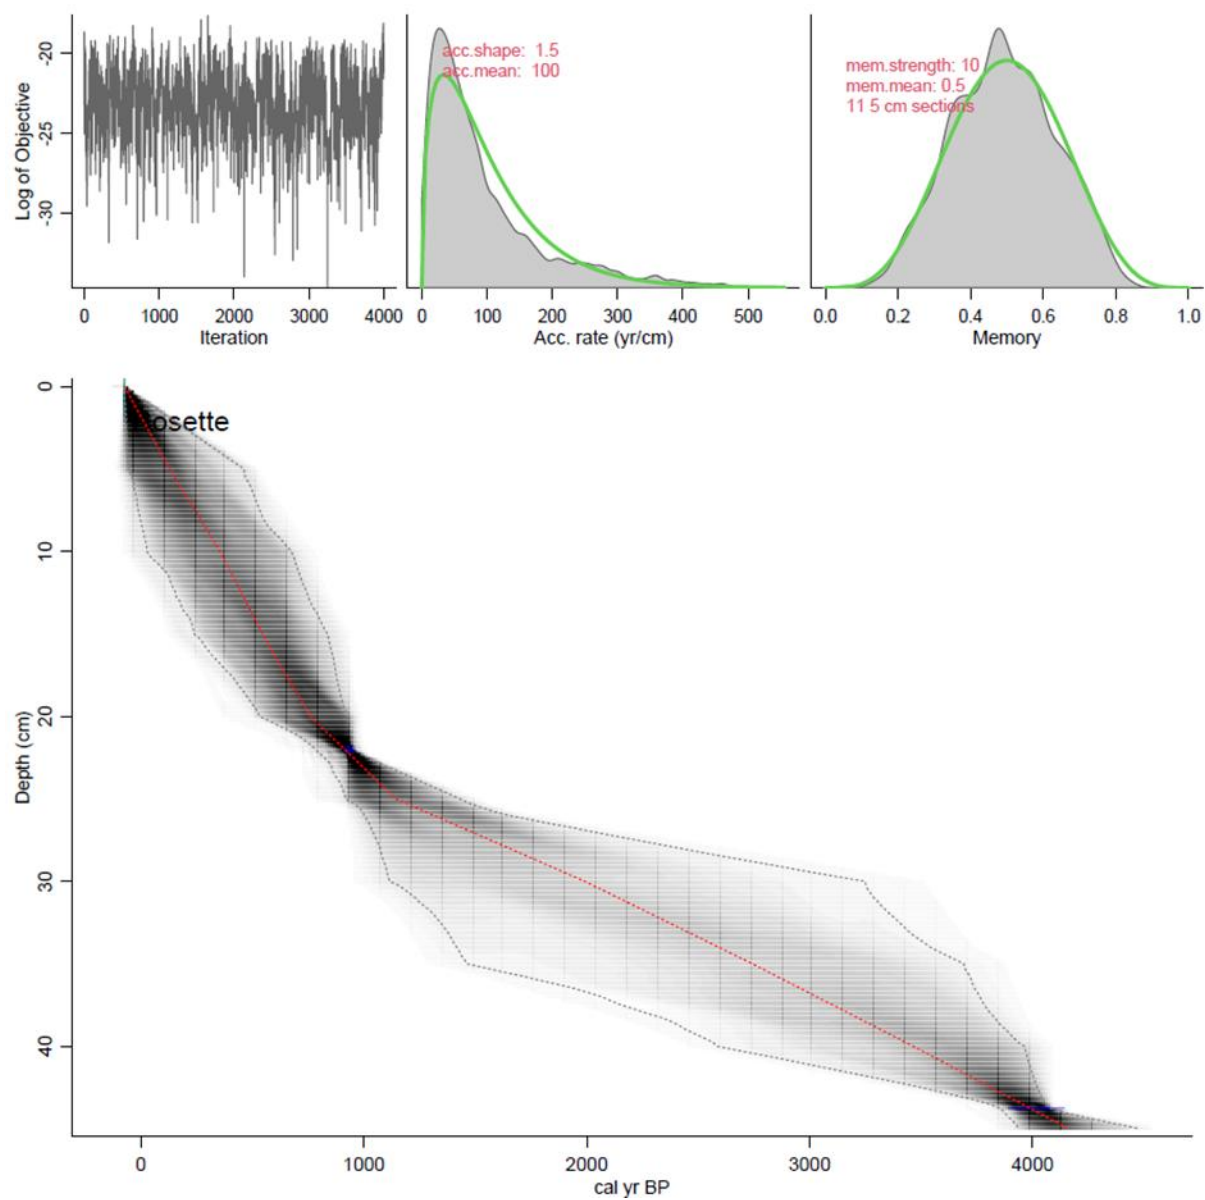 20
-25
-30
Log of Objective
0 1000 2000 3000 4000
Iteration
acc.shape: 1.5
acc.mean: 100
0 100 200 300 400 500
Acc. rate (yr/cm)
mem.strength: 10
mem.mean: 0.5
11 5 cm sections
0.0 0.2 0.4 0.6 0.8 1.0
Memory
osette
0
10
20
30
40
Depth (cm)
0 1000 2000 3000 4000
cal yr BP